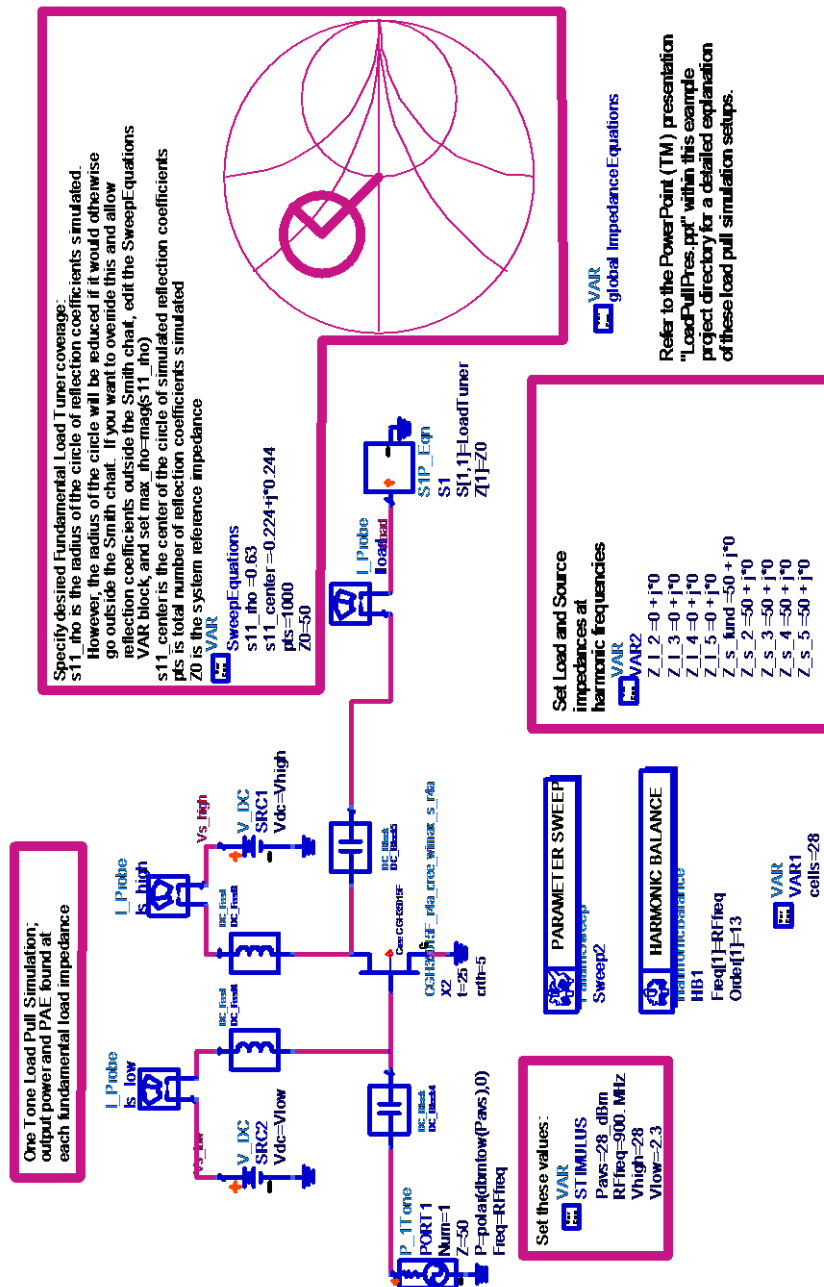 One Tone Load Pull Simulation;
output power and PAE found at
each fundamental load impedance
Specify desired Fundamental Load Tuner coverage:
s11_rho is the radius of the circle of reflection coefficients simulated.
However, the radius of the circle will be reduced if it would otherwise
go outside the Smith chart. If you want to override this and allow
reflection coefficients outside the Smith chart, edit the SweepEquations
VAR block, and set max_rho=mag(s11_rho)
s11_center is the center of the circle of simulated reflection coefficients
pts is total number of reflection coefficients simulated
Z0 is the system reference impedance
VAR
SweepEquations
s11_rho =0.63
s11_center =-0.224+j*0.244
pts=1000
Z0=50
I_Probe
Is_low
Vs_low
V_DC
SRC2
Vdc=Vlow
DC_Feed
I_Probe
Is_high
Vs_high
V_DC
SRC1
Vdc=Vhigh
DC_Feed
P_1Tone
PORT1
Num=1
Z=50
P=polar(dbmtow(Pavs),0)
Freq=RFfreq
DC_Block
DC_Block4
DC_Block
DC_Block5
Cree CGH35015F
X2
t=25
crth=5
I_Probe
Iload
S1P_Eqn
S1
S[1,1]=LoadTuner
Z[1]=Z0
VAR
global ImpedanceEquations
Set these values:
VAR
STIMULUS
Pavs=28_dBm
RFfreq=900. MHz
Vhigh=28
Vlow=-2.3
PARAMETER SWEEP
ParamSweep
Sweep2
HARMONIC BALANCE
HarmonicBalance
HB1
Freq[1]=RFfreq
Order[1]=13
VAR
VAR1
cells=28
Set Load and Source
impedances at
harmonic frequencies
VAR
VAR2
Z_l_2 =0 + j*0
Z_l_3 =0 + j*0
Z_l_4 =0 + j*0
Z_l_5 =0 + j*0
Z_s_fund =50 + j*0
Z_s_2 =50 + j*0
Z_s_3 =50 + j*0
Z_s_4 =50 + j*0
Z_s_5 =50 + j*0
Refer to the PowerPoint (TM) presentation
"LoadPullPres.ppt" within this example
project directory for a detailed explanation
of these load pull simulation setups.